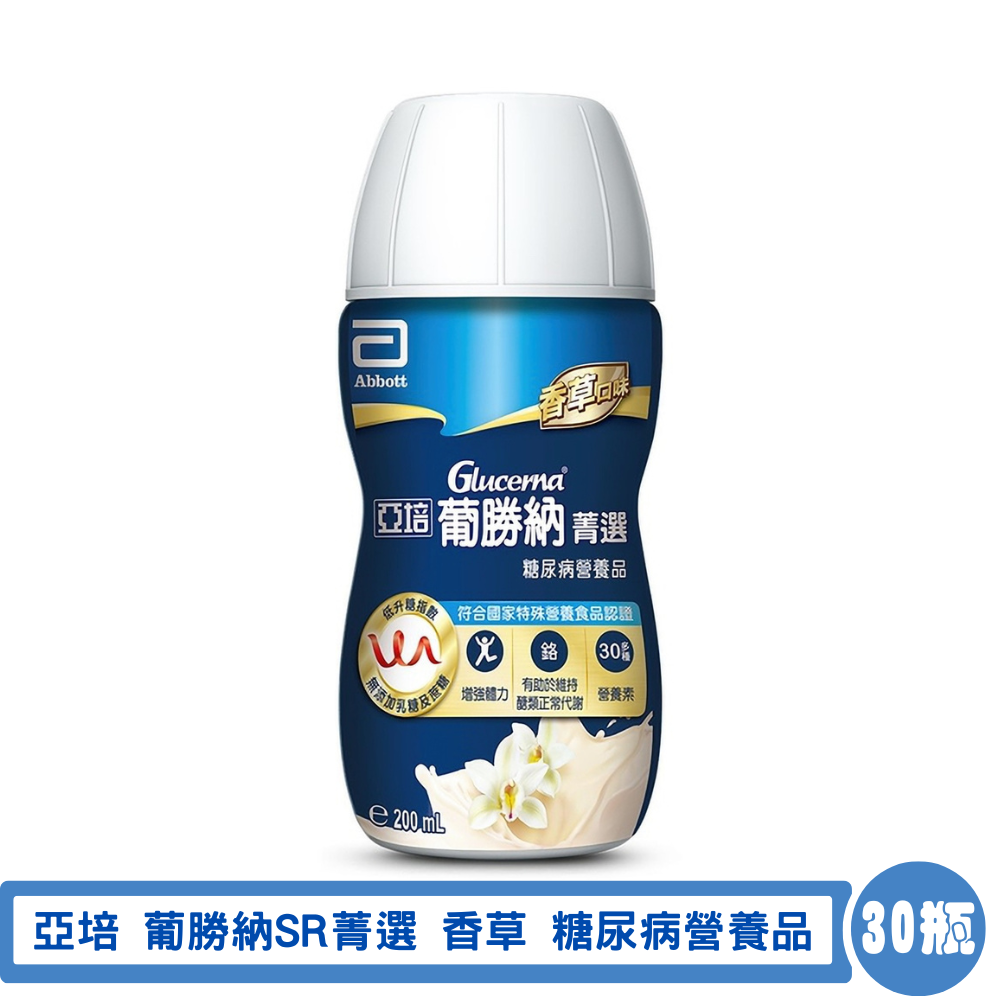 Abbott
香草口味
Glucerna®
亞培 葡勝納 菁選
糖尿病營養品
低升糖指數
無添加乳糖及蔗糖
符合國家特殊營養食品認證
增強體力
鉻
有助於維持
醣類正常代謝
30多種
營養素
e 200 mL
亞培 葡勝納SR菁選 香草 糖尿病營養品
30瓶